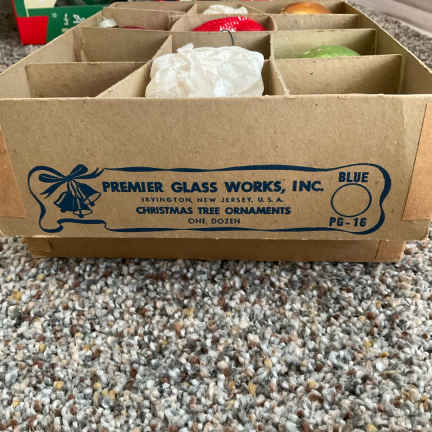 PREMIER GLASS WORKS, INC.
IRVINGTON, NEW JERSEY, U.S.A.
CHRISTMAS TREE ORNAMENTS
ONE DOZEN
BLUE
PG-16